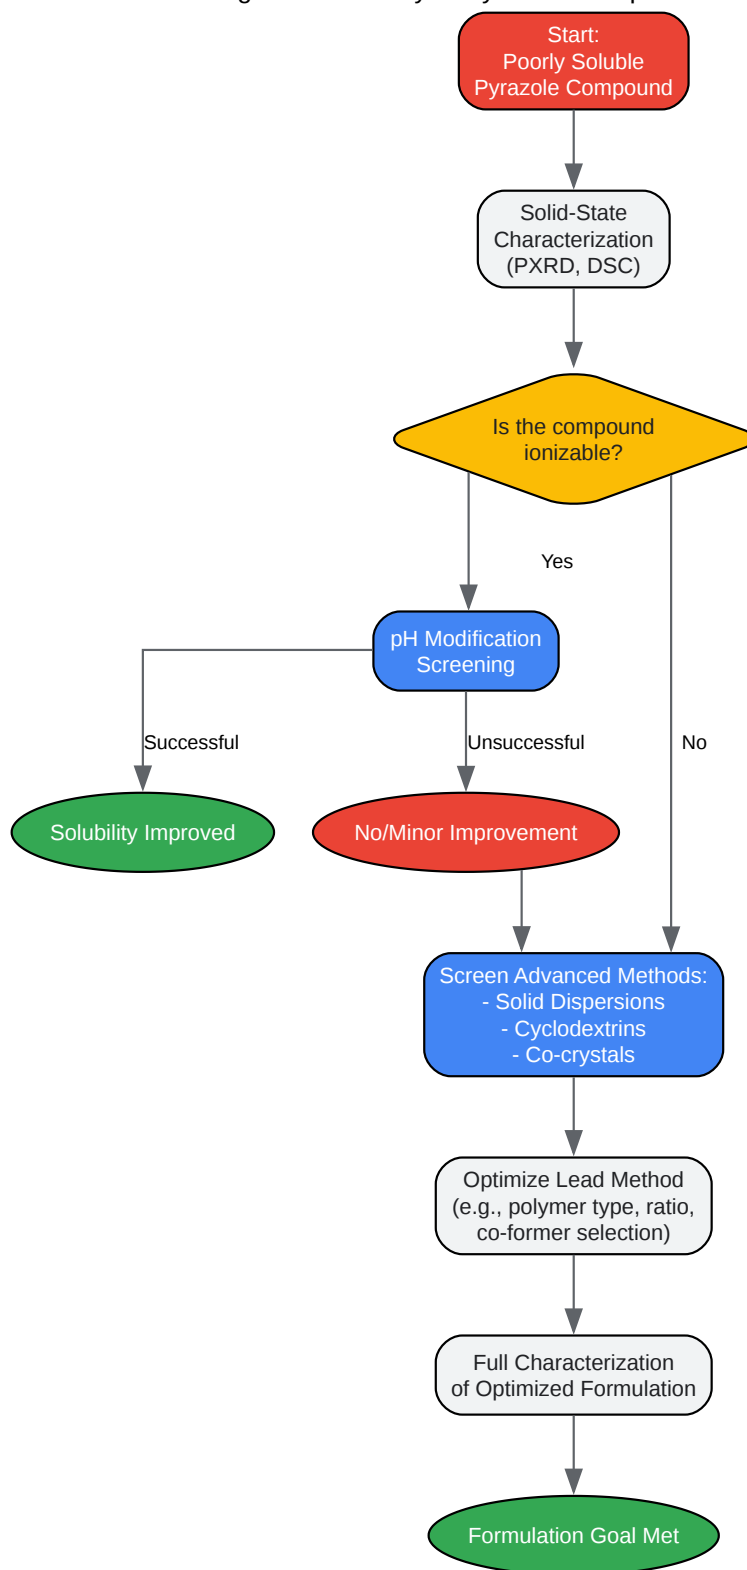 Start:
Poorly Soluble
Pyrazole Compound
Solid-State
Characterization
(PXRD, DSC)
Is the compound
ionizable?
Yes
pH Modification
Screening
Successful
Unsuccessful
No
Solubility Improved
No/Minor Improvement
Screen Advanced Methods:
- Solid Dispersions
- Cyclodextrins
- Co-crystals
Optimize Lead Method
(e.g., polymer type, ratio,
co-former selection)
Full Characterization
of Optimized Formulation
Formulation Goal Met